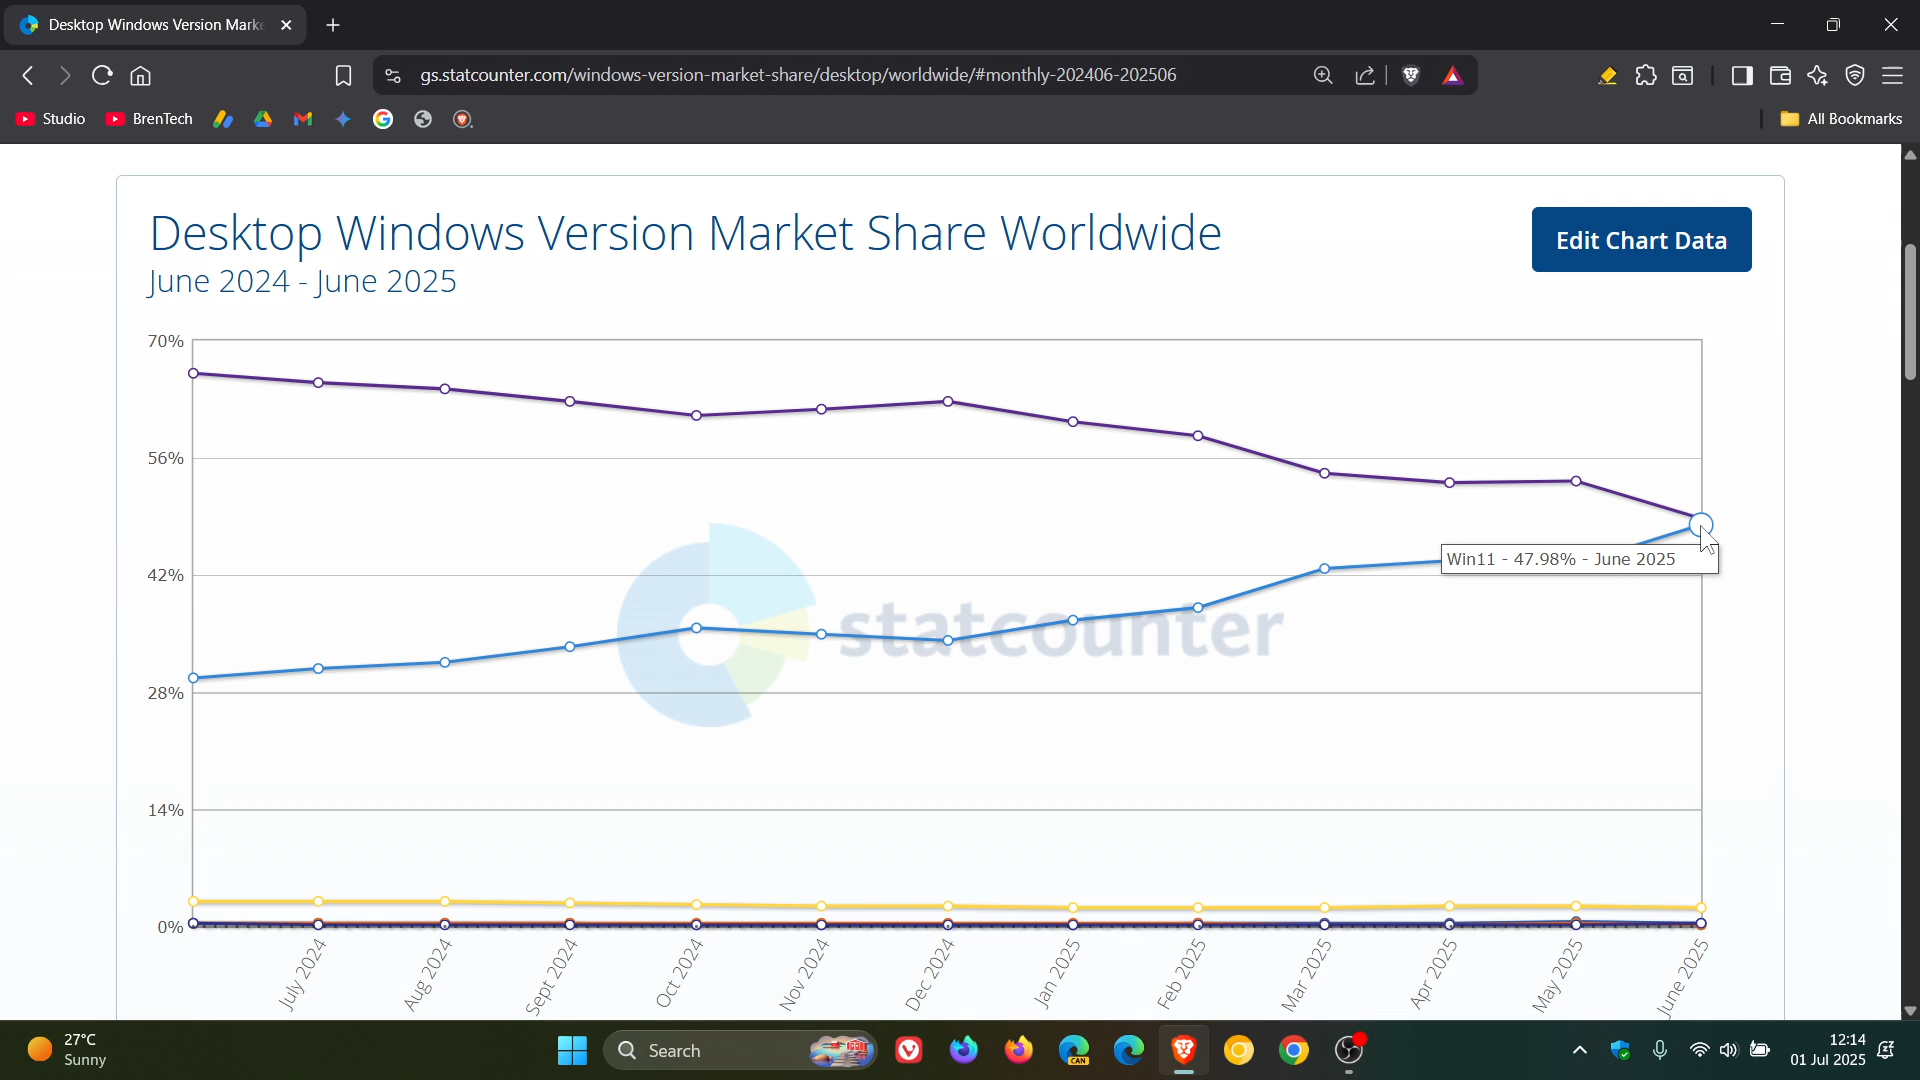 Desktop Windows Version Marke
gs.statcounter.com/windows-version-market-share/desktop/worldwide/#monthly-202406-202506
Studio
BrenTech
All Bookmarks
Desktop Windows Version Market Share Worldwide
June 2024 - June 2025
Edit Chart Data
70%
56%
42%
28%
14%
0%
statcounter
Win11 - 47.98% - June 2025
July 2024
Aug 2024
Sept 2024
Oct 2024
Nov 2024
Dec 2024
Jan 2025
Feb 2025
Mar 2025
Apr 2025
May 2025
June 2025
27°C
Sunny
Search
CAN
12:14
01 Jul 2025